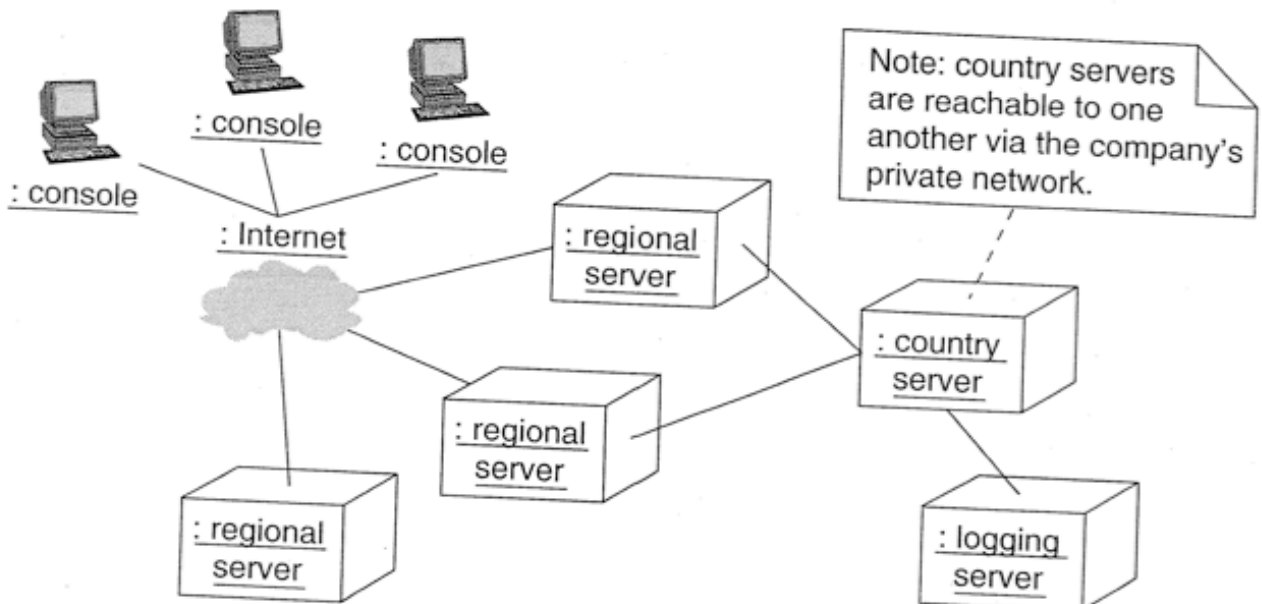 : console
: console
: console
: Internet
: regional
server
: regional
server
: regional
server
Note: country servers
are reachable to one
another via the company's
private network.
: country
server
: logging
server